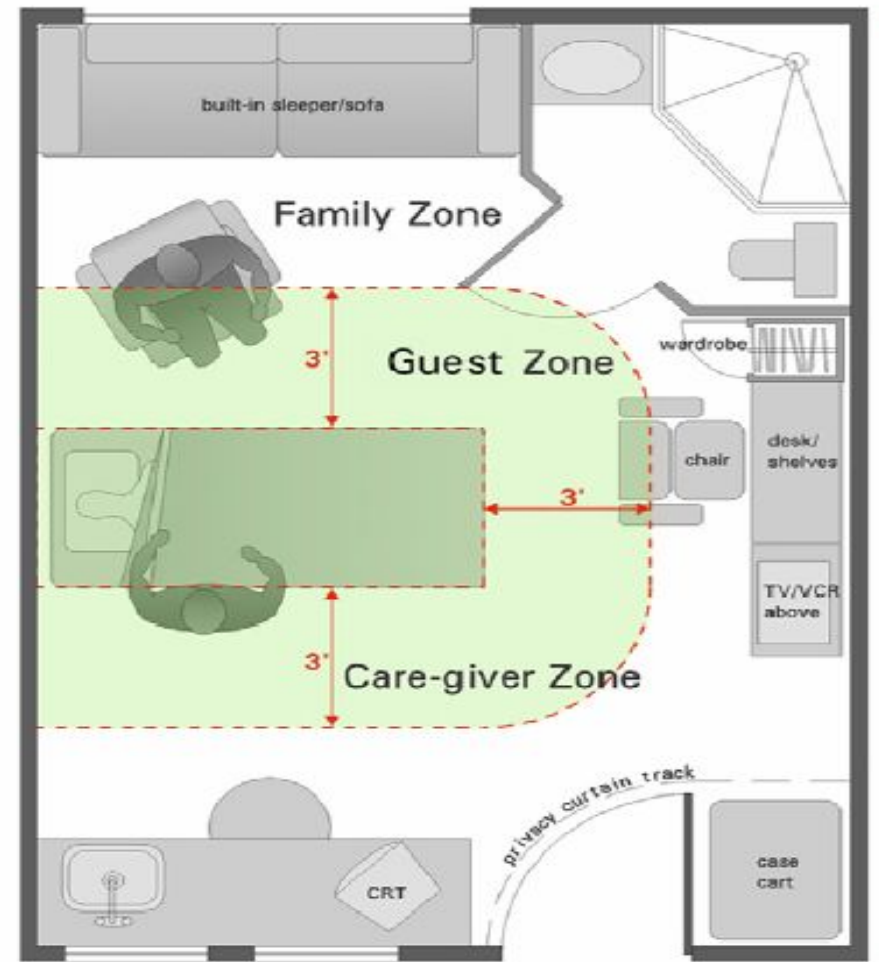 built-in sleeper/sofa
Family Zone
3'
Guest Zone
wardrobe
chair
desk/
shelves
3'
TV/VCR
above
3'
Care-giver Zone
privacy curtain track
case
cart
CRT